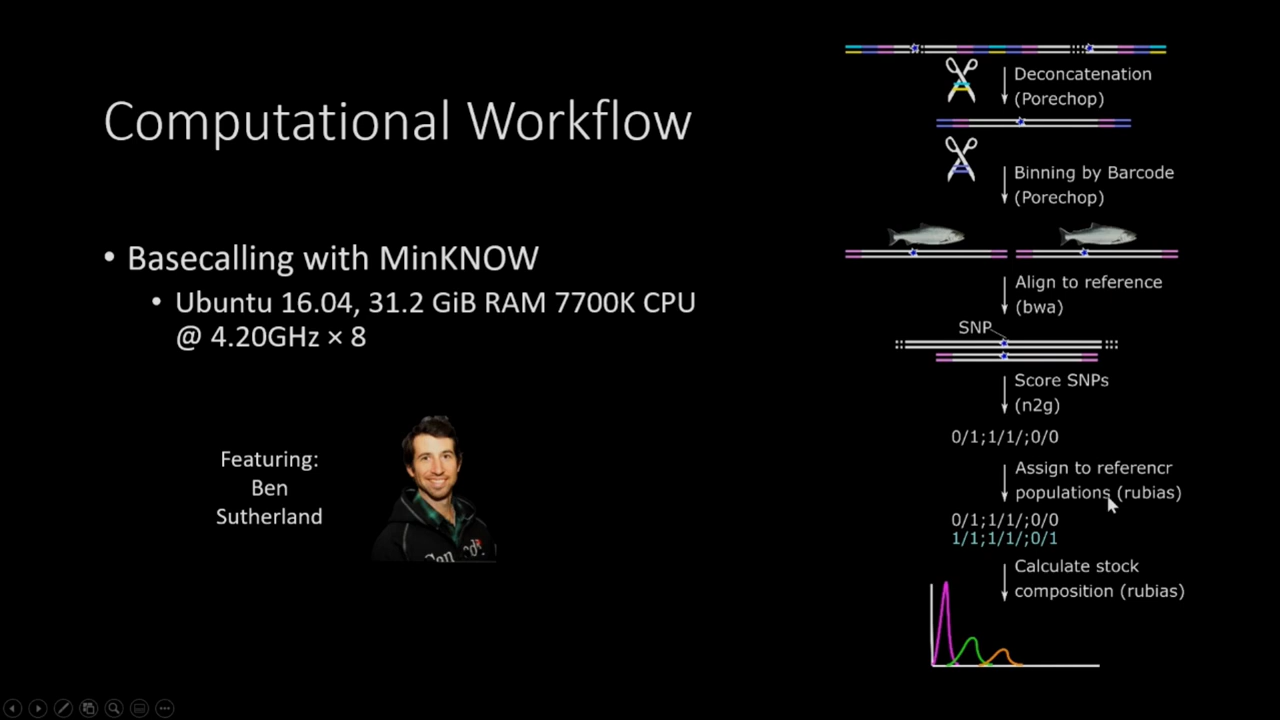 Computational Workflow
• Basecalling with MinKNOW
• Ubuntu 16.04, 31.2 GiB RAM 7700K CPU
@ 4.20GHz × 8
Featuring:
Ben
Sutherland
Deconcatenation
(Porechop)
Binning by Barcode
(Porechop)
Align to reference
(bwa)
SNP
Score SNPs
(n2g)
0/1;1/1/;0/0
Assign to referencr
populations (rubias)
0/1;1/1/;0/0
1/1;1/1/;0/1
Calculate stock
composition (rubias)